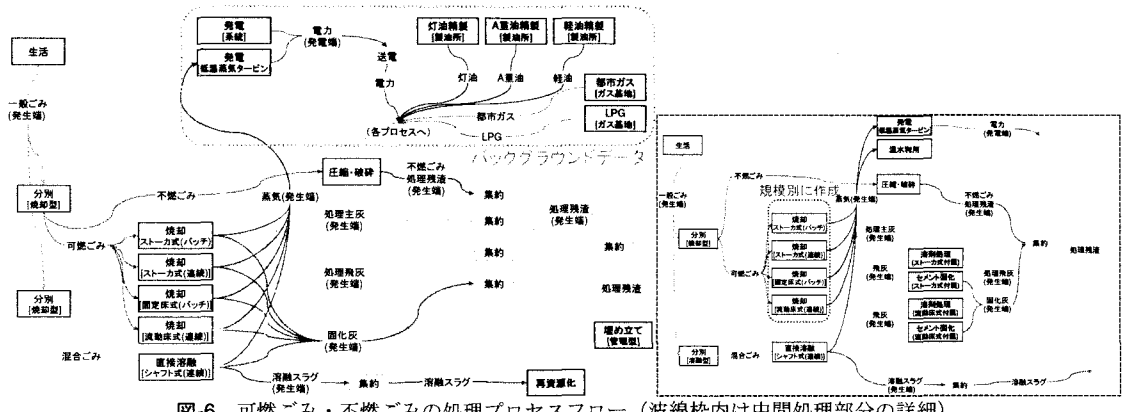 発電
[系統]
発電
[低温蒸気タービン]
電力
(発電端)
送電
電力
(各プロセスへ)
灯油精製
[製油所]
A重油精製
[製油所]
軽油精製
[製油所]
灯油
A重油
軽油
都市ガス
[ガス基地]
LPG
[ガス基地]
都市ガス
LPG
バックグラウンドデータ
生活
一般ごみ
(発生端)
分別
[焼却型]
分別
[焼却型]
不燃ごみ
可燃ごみ
混合ごみ
焼却
[ストーカ式(バッチ)]
焼却
[ストーカ式(連続)]
焼却
[固定床式(バッチ)]
焼却
[流動床式(連続)]
直接溶融
[シャフト式(連続)]
蒸気(発生端)
圧縮・破砕
不燃ごみ
処理残渣
(発生端)
処理主灰
(発生端)
処理飛灰
(発生端)
固化灰
(発生端)
集約
集約
集約
集約
処理残渣
(発生端)
集約
処理残渣
埋め立て
[管理型]
溶融スラグ
(発生端)
集約
溶融スラグ
再資源化
生活
一般ごみ
(発生端)
分別
[焼却型]
分別
[溶融型]
不燃ごみ
可燃ごみ
混合ごみ
規模別に作成
焼却
[ストーカ式(バッチ)]
焼却
[ストーカ式(連続)]
焼却
[固定床式(バッチ)]
焼却
[流動床式(連続)]
直接溶融
[シャフト式(連続)]
発電
[低温蒸気タービン]
電力
(発電端)
温水利用
蒸気(発生端)
圧縮・破砕
不燃ごみ
処理残渣
(発生端)
処理主灰
(発生端)
飛灰
(発生端)
飛灰
(発生端)
溶剤処理
(ストーカ式付属)
セメント固化
(ストーカ式付属)
溶剤処理
(流動床式付属)
セメント固化
(流動床式付属)
処理飛灰
(発生端)
固化灰
(発生端)
集約
処理残渣
溶融スラグ
(発生端)
集約
溶融スラグ
図-6 可燃ごみ・不燃ごみの処理プロセスフロー（波線枠内は中間処理部分の詳細）